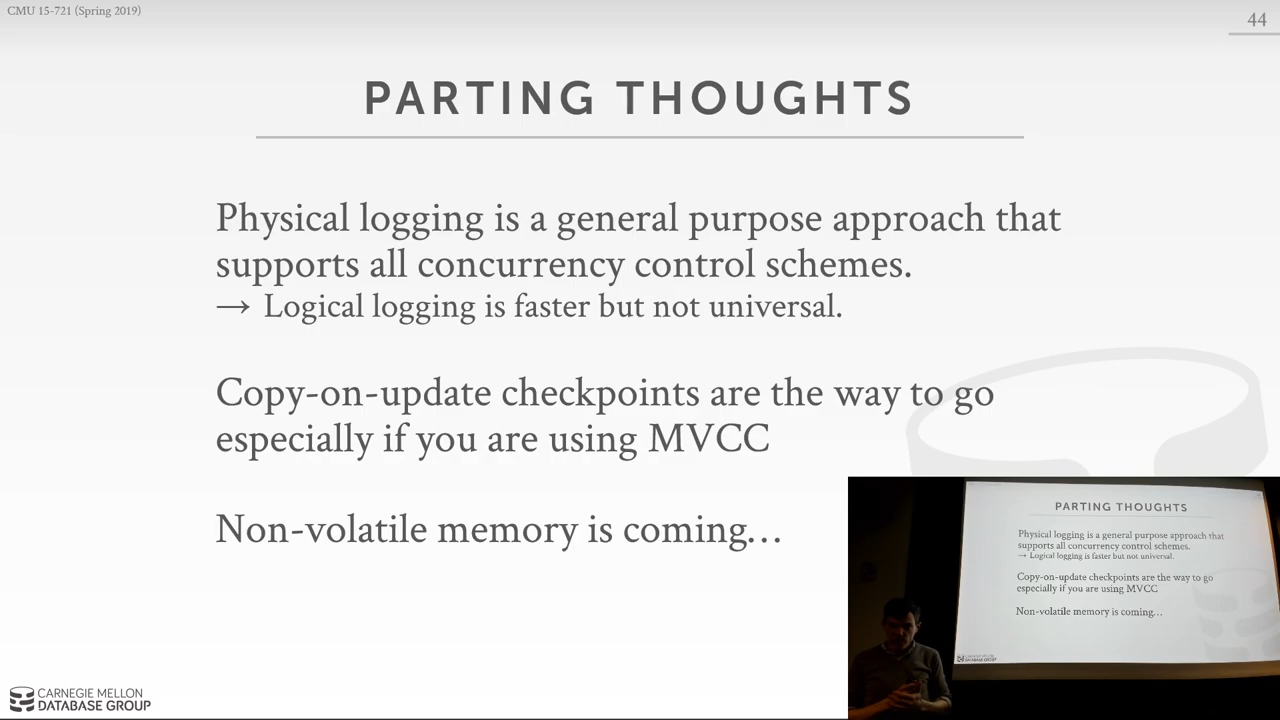 CMU 15-721 (Spring 2019)
44
PARTING THOUGHTS
Physical logging is a general purpose approach that
supports all concurrency control schemes.
→ Logical logging is faster but not universal.
Copy-on-update checkpoints are the way to go
especially if you are using MVCC
Non-volatile memory is coming…
CARNEGIE MELLON
DATABASE GROUP
PARTING THOUGHTS
Physical logging is a general purpose approach that
supports all concurrency control schemes.
→ Logical logging is faster but not universal.
Copy-on-update checkpoints are the way to go
especially if you are using MVCC
Non-volatile memory is coming…
CARNEGIE MELLON
DATABASE GROUP